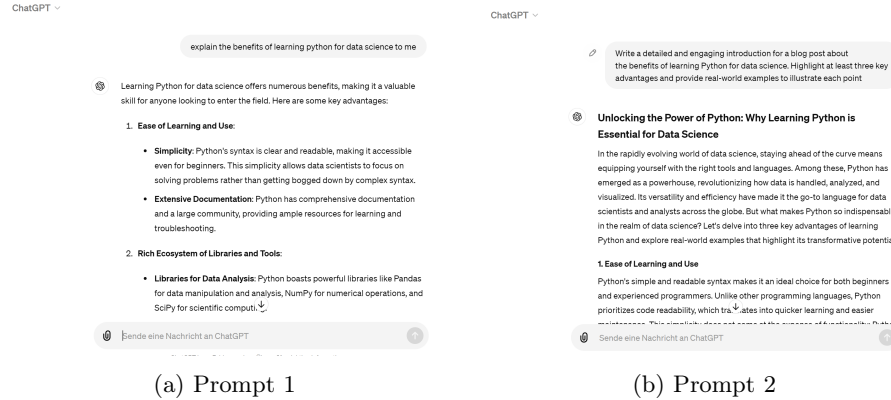 ChatGPT
explain the benefits of learning python for data science to me
Learning Python for data science offers numerous benefits, making it a valuable
skill for anyone looking to enter the field. Here are some key advantages:
1. Ease of Learning and Use:
• Simplicity: Python's syntax is clear and readable, making it accessible
even for beginners. This simplicity allows data scientists to focus on
solving problems rather than getting bogged down by complex syntax.
• Extensive Documentation: Python has comprehensive documentation
and a large community, providing ample resources for learning and
troubleshooting.
2. Rich Ecosystem of Libraries and Tools:
• Libraries for Data Analysis: Python boasts powerful libraries like Pandas
for data manipulation and analysis, NumPy for numerical operations, and
SciPy for scientific computi
Sende eine Nachricht an ChatGPT
(a) Prompt 1
ChatGPT
Write a detailed and engaging introduction for a blog post about
the benefits of learning Python for data science. Highlight at least three key
advantages and provide real-world examples to illustrate each point
Unlocking the Power of Python: Why Learning Python is
Essential for Data Science
In the rapidly evolving world of data science, staying ahead of the curve means
equipping yourself with the right tools and languages. Among these, Python has
emerged as a powerhouse, revolutionizing how data is handled, analyzed, and
visualized. Its versatility and efficiency have made it the go-to language for data
scientists and analysts across the globe. But what makes Python so indispensabl
in the realm of data science? Let's delve into three key advantages of learning
Python and explore real-world examples that highlight its transformative potentia
1. Ease of Learning and Use
Python's simple and readable syntax makes it an ideal choice for both beginners
and experienced programmers. Unlike other programming languages, Python
prioritizes code readability, which tra ates into quicker learning and easier
Sende eine Nachricht an ChatGPT
(b) Prompt 2